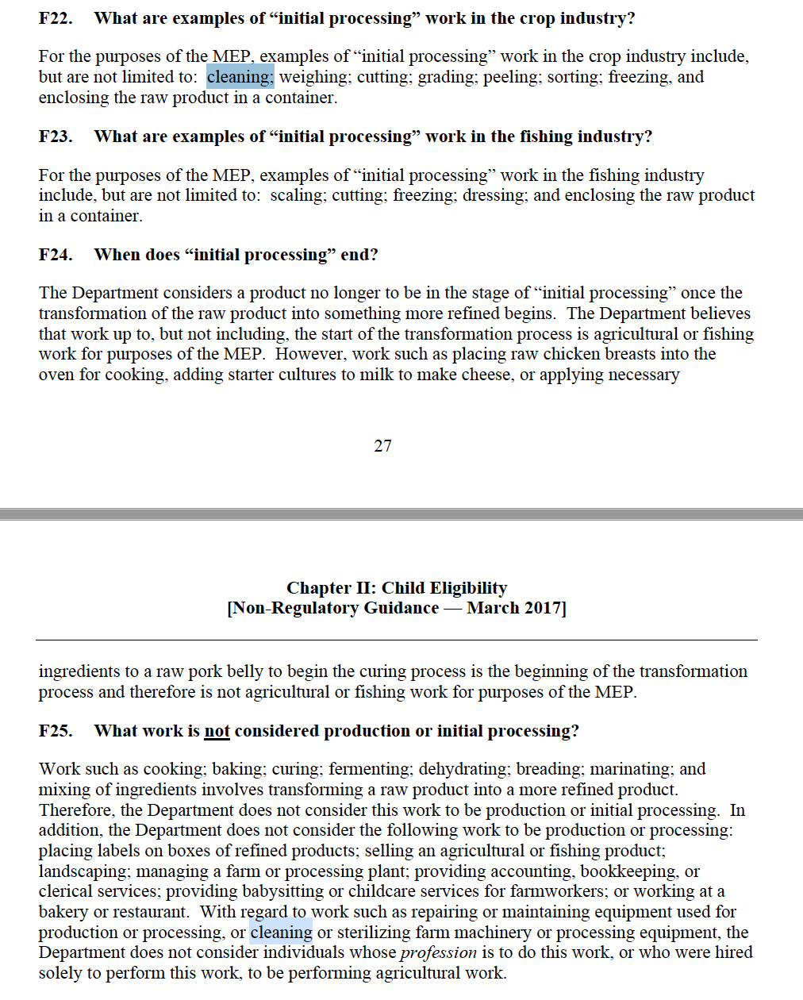 F22. What are examples of “initial processing” work in the crop industry?
For the purposes of the MEP, examples of “initial processing” work in the crop industry include,
but are not limited to: cleaning; weighing; cutting; grading; peeling; sorting; freezing, and
enclosing the raw product in a container.
F23. What are examples of “initial processing” work in the fishing industry?
For the purposes of the MEP, examples of “initial processing” work in the fishing industry
include, but are not limited to: scaling; cutting; freezing; dressing; and enclosing the raw product
in a container.
F24. When does “initial processing” end?
The Department considers a product no longer to be in the stage of “initial processing” once the
transformation of the raw product into something more refined begins. The Department believes
that work up to, but not including, the start of the transformation process is agricultural or fishing
work for purposes of the MEP. However, work such as placing raw chicken breasts into the
oven for cooking, adding starter cultures to milk to make cheese, or applying necessary
27
Chapter II: Child Eligibility
[Non-Regulatory Guidance — March 2017]
ingredients to a raw pork belly to begin the curing process is the beginning of the transformation
process and therefore is not agricultural or fishing work for purposes of the MEP.
F25. What work is not considered production or initial processing?
Work such as cooking; baking; curing; fermenting; dehydrating; breading; marinating; and
mixing of ingredients involves transforming a raw product into a more refined product.
Therefore, the Department does not consider this work to be production or initial processing. In
addition, the Department does not consider the following work to be production or processing:
placing labels on boxes of refined products; selling an agricultural or fishing product;
landscaping; managing a farm or processing plant; providing accounting, bookkeeping, or
clerical services; providing babysitting or childcare services for farmworkers; or working at a
bakery or restaurant. With regard to work such as repairing or maintaining equipment used for
production or processing, or cleaning or sterilizing farm machinery or processing equipment, the
Department does not consider individuals whose profession is to do this work, or who were hired
solely to perform this work, to be performing agricultural work.